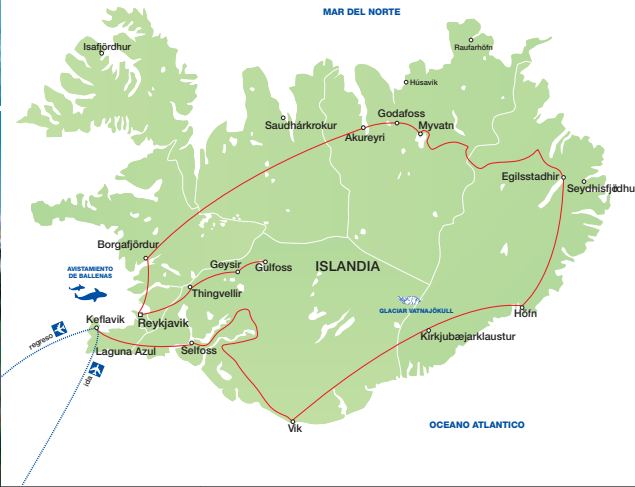 MAR DEL NORTE
Isafjördhur
Raufarhöfn
Húsavik
Godafoss
Saudhárkrokur
Myvatn
Akureyri
Egilsstadhir
Seydhisfjødhu
Borgafjördur
Geysir
Gulfoss
ISLANDIA
AVISTAMIENTO
DE BALLENAS
Thingvellir
GLACIAR VATNAJÖKULL
Höfn
Keflavik
Reykjavik
Kirkjubæjarklaustur
regreso
Laguna Azul
Selfoss
ida
Vik
OCEANO ATLANTICO